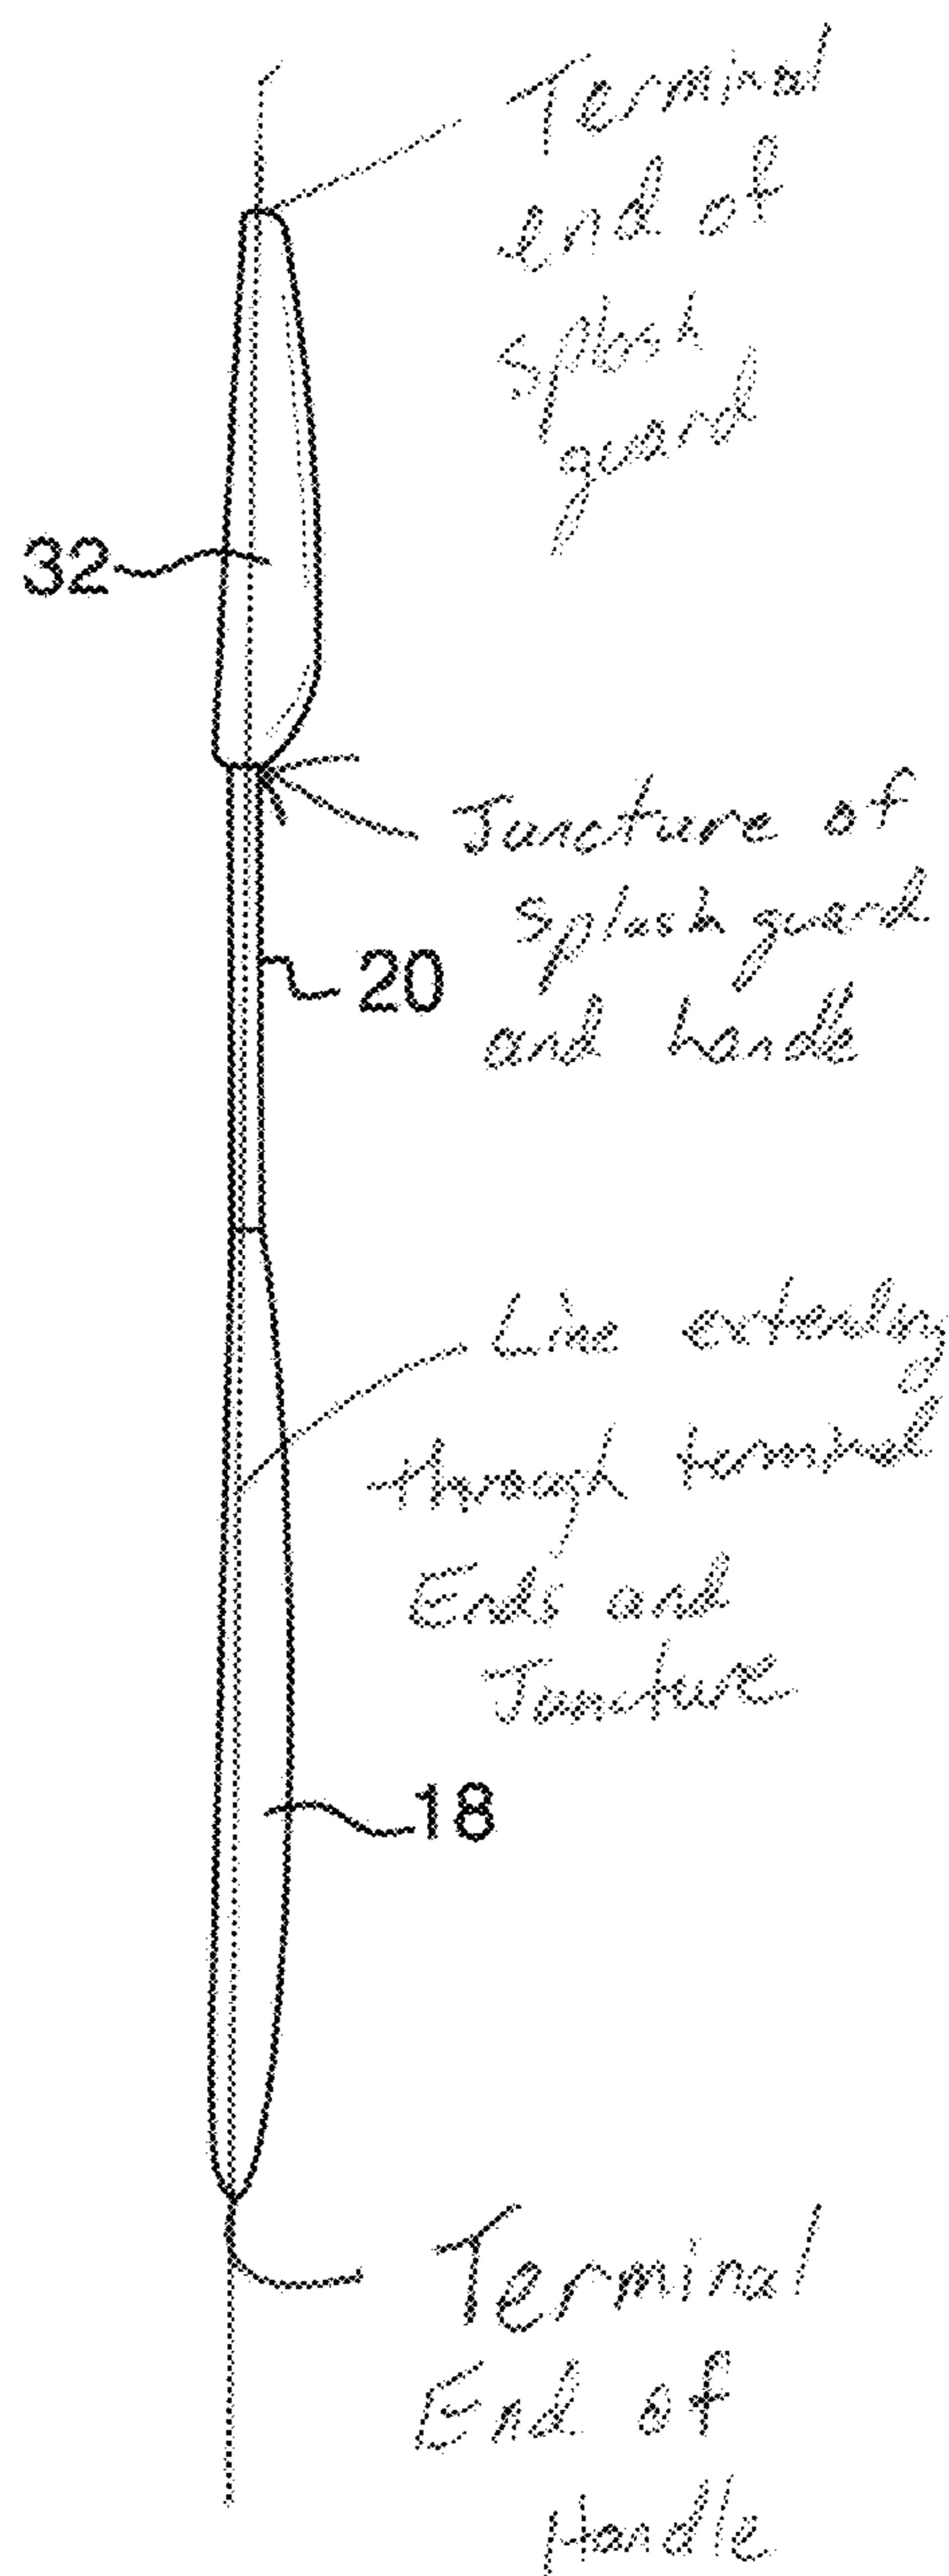 Terminal
end of
splash
guard
32
Juncture of
splash guard
20
and handle
Line extending
through terminal
Ends and
Juncture
18
Terminal
End of
Handle